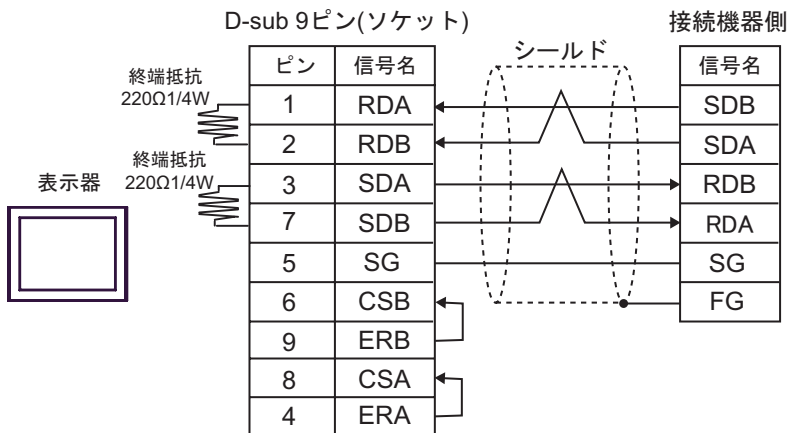 D-sub 9ピン(ソケット)
接続機器側
ピン 信号名
シールド
信号名
終端抵抗
220Ω1/4W
1 RDA SDB
2 RDB SDA
終端抵抗
220Ω1/4W
表示器
3 SDA RDB
7 SDB RDA
5 SG SG
6 CSB FG
9 ERB
8 CSA
4 ERA